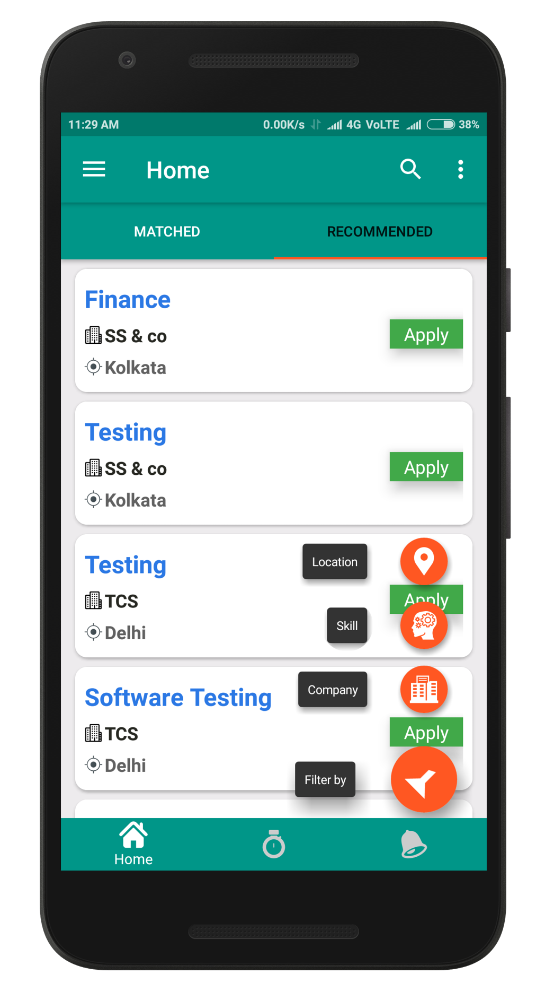 11:29 AM 0.00K/s 4G VoLTE 38%
Home
MATCHED RECOMMENDED
Finance
SS & co
Apply
Kolkata
Testing
SS & co
Apply
Kolkata
Testing
Location
TCS
Apply
Skill
Delhi
Software Testing
Company
TCS
Apply
Delhi
Filter by
Home